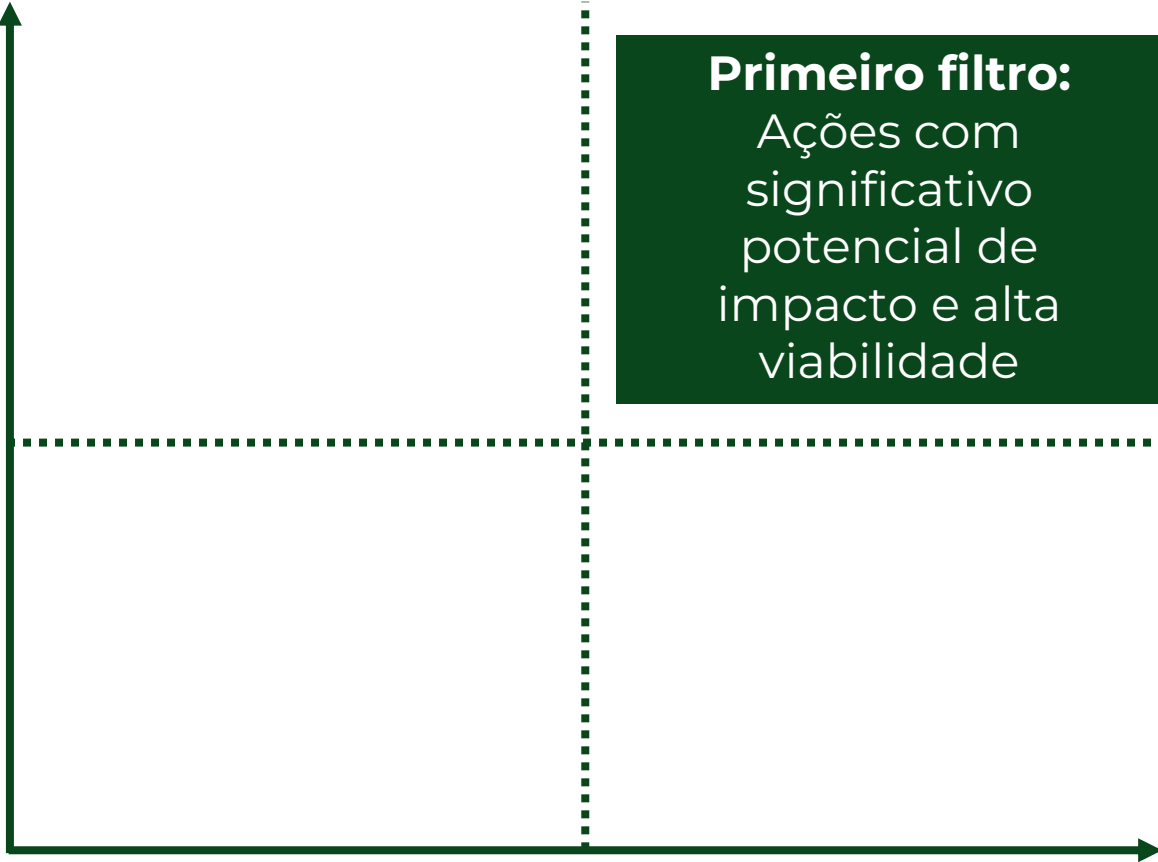 Primeiro filtro:
Ações com
significativo
potencial de
impacto e alta
viabilidade